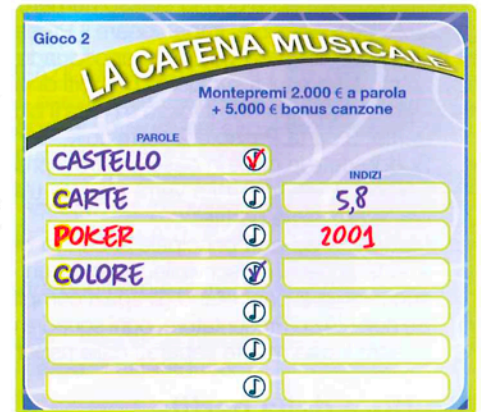 Gioco 2
LA CATENA MUSICALE
Montepremi 2.000 € a parola
+ 5.000 € bonus canzone
PAROLE
CASTELLO
INDIZI
CARTE 5,8
POKER 2001
COLORE